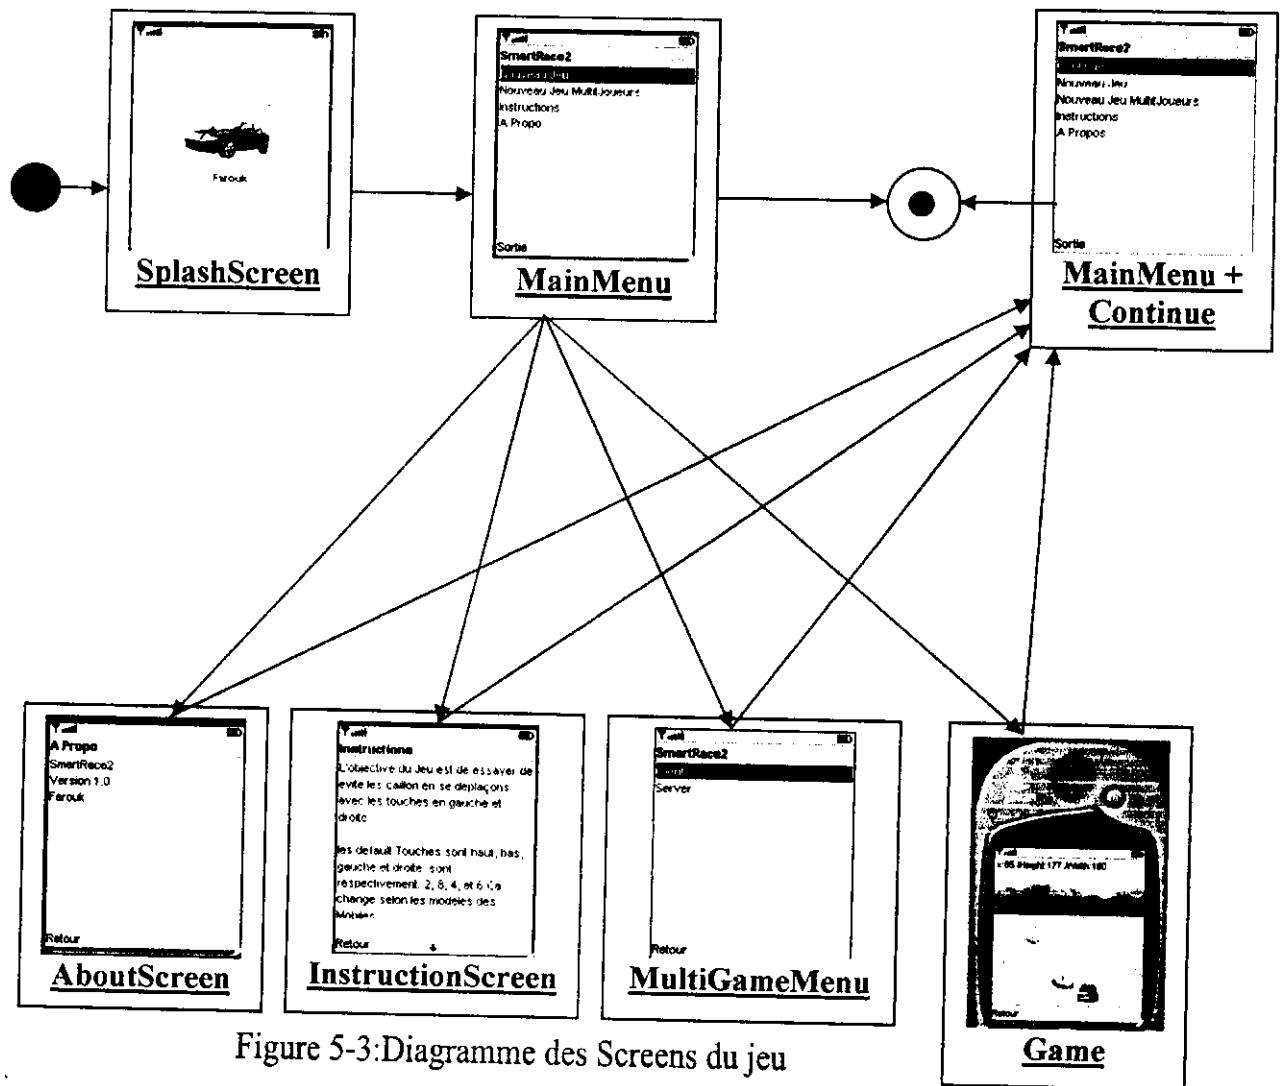 Farouk
SplashScreen
SmartRace2
Nouveau Jeu
Nouveau Jeu MultiJoueurs
Instructions
A Propo
Sortie
MainMenu
SmartRace2
Nouveau Jeu
Nouveau Jeu MultiJoueurs
Instructions
A Propos
Sortie
MainMenu +
Continue
A Propo
SmartRace2
Version 1.0
Farouk
Retour
AboutScreen
Instructions
L'objective du Jeu est de essayer de
evite les caillon en se deplaçons
avec les touches en gauche et
droite
les default Touches sont haut, bas,
gauche et droite sont
respectivement. 2, 8, 4, et 6 Ca
change selon les modeles des
Mobiles
Retour
InstructionScreen
SmartRace2
Client
Server
Retour
MultiGameMenu
Retour
Game
Figure 5-3:Diagramme des Screens du jeu